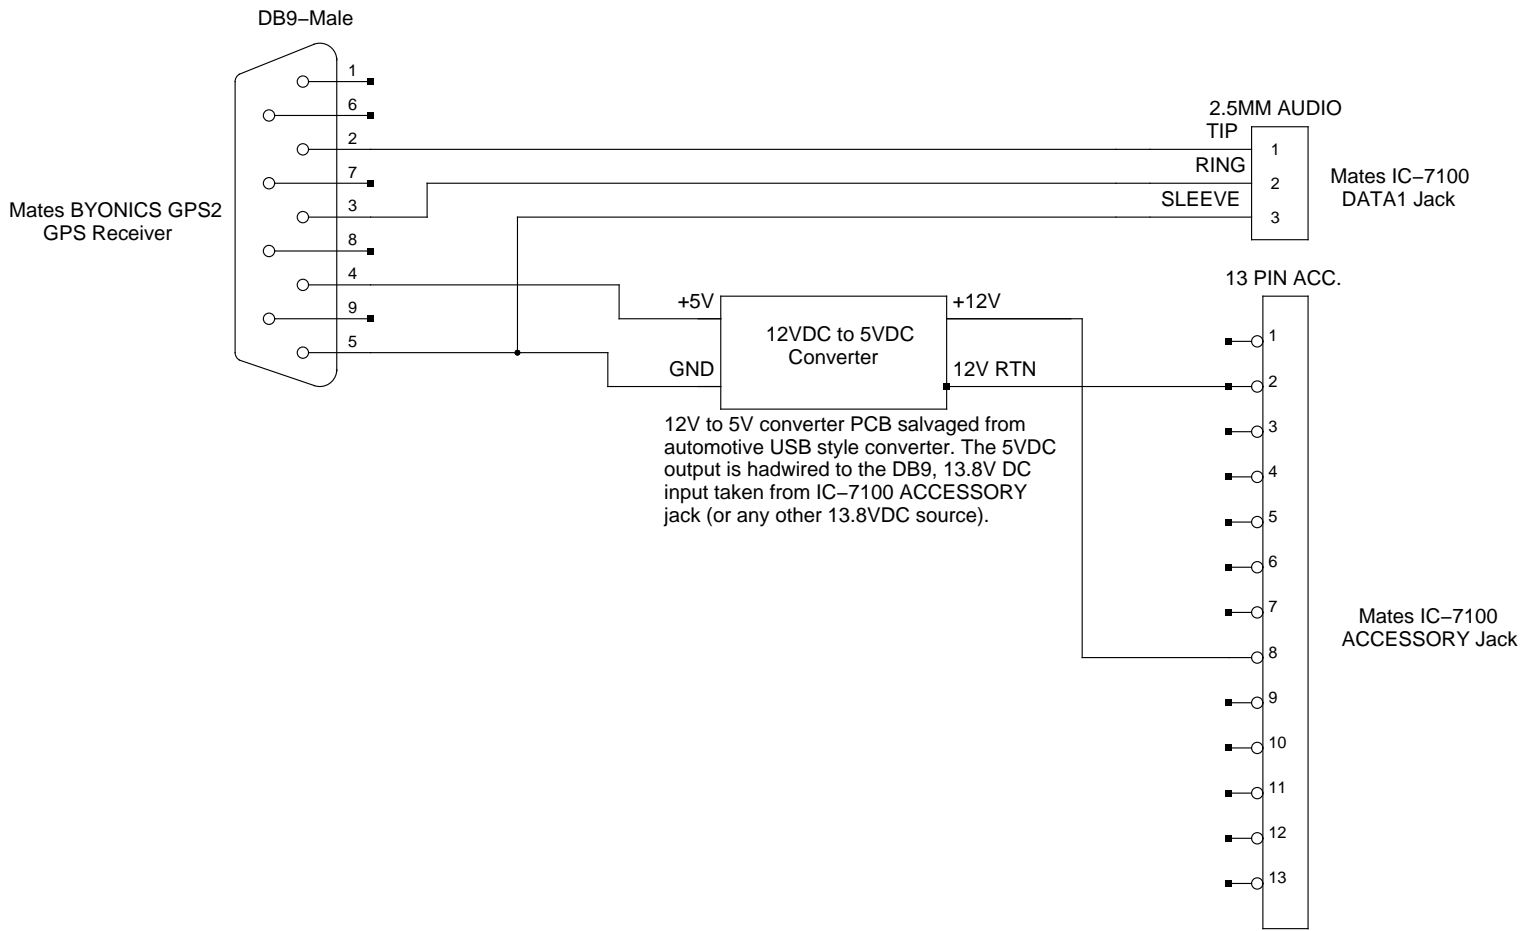 DB9–Male
1
6
2
7
3
8
4
9
5
Mates BYONICS GPS2
GPS Receiver
2.5MM AUDIO
TIP
RING
SLEEVE
1
2
3
Mates IC–7100
DATA1 Jack
+5V
GND
12VDC to 5VDC
Converter
+12V
12V RTN
12V to 5V converter PCB salvaged from
automotive USB style converter. The 5VDC
output is hadwired to the DB9, 13.8V DC
input taken from IC–7100 ACCESSORY
jack (or any other 13.8VDC source).
13 PIN ACC.
1
2
3
4
5
6
7
8
9
10
11
12
13
Mates IC–7100
ACCESSORY Jack